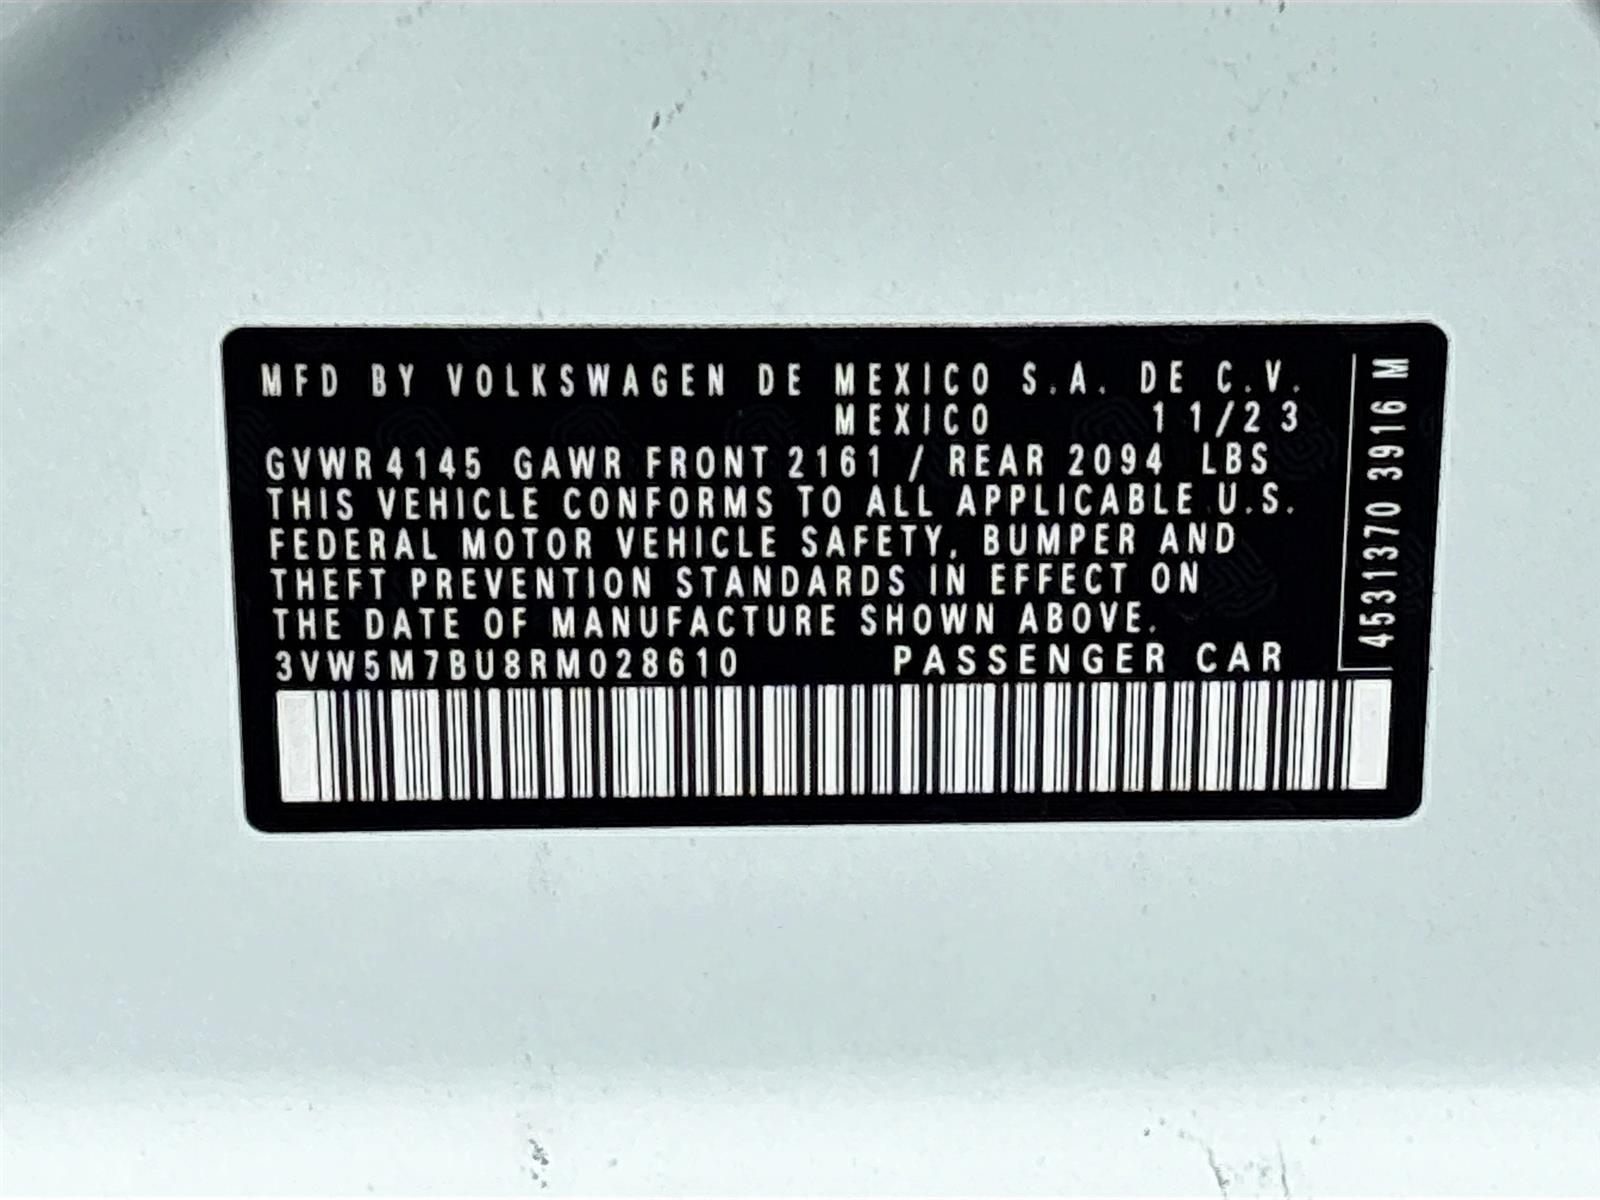 MFD BY VOLKSWAGEN DE MEXICO S.A. DE C.V.
MEXICO 11/23
GVWR 4145 GAWR FRONT 2161 / REAR 2094 LBS
THIS VEHICLE CONFORMS TO ALL APPLICABLE U.S.
FEDERAL MOTOR VEHICLE SAFETY, BUMPER AND
THEFT PREVENTION STANDARDS IN EFFECT ON
THE DATE OF MANUFACTURE SHOWN ABOVE.
3VW5M7BU8RM028610 PASSENGER CAR
4531370 3916 M